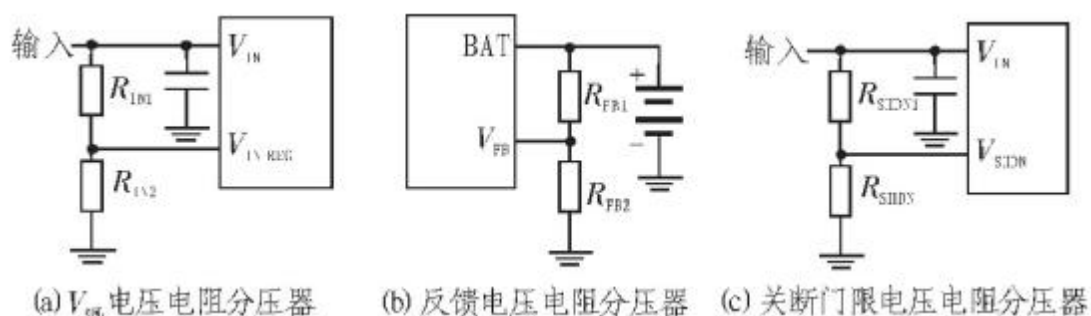 输入
V_IN
R_IN1
V_IN REG
R_IN2
BAT
+
R_FB1
V_FB
−
R_FB2
输入
V_IN
R_SHDN1
V_SHDN
(a) 电压电阻分压器
(b) 反馈电压电阻分压器
(c) 关断门限电压电阻分压器